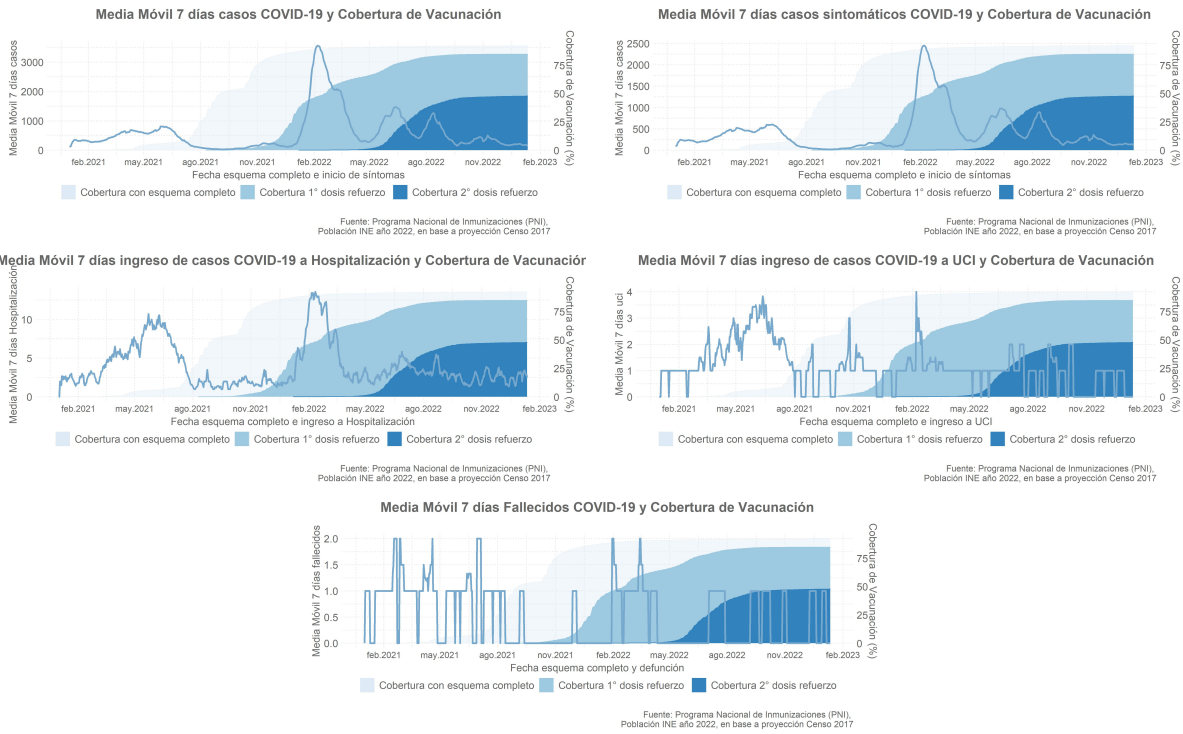 Media Móvil 7 días casos COVID-19 y Cobertura de Vacunación
Media Móvil 7 días casos
3000
2000
1000
0
Cobertura de Vacunación (%)
75
50
25
0
feb.2021 may.2021 ago.2021 nov.2021 feb.2022 may.2022 ago.2022 nov.2022 feb.2023
Fecha esquema completo e inicio de síntomas
Cobertura con esquema completo Cobertura 1° dosis refuerzo Cobertura 2° dosis refuerzo
Fuente: Programa Nacional de Inmunizaciones (PNI),
Población INE año 2022, en base a proyección Censo 2017
Media Móvil 7 días casos sintomáticos COVID-19 y Cobertura de Vacunación
Media Móvil 7 días casos
2500
2000
1500
1000
500
0
Cobertura de Vacunación (%)
75
50
25
0
feb.2021 may.2021 ago.2021 nov.2021 feb.2022 may.2022 ago.2022 nov.2022 feb.2023
Fecha esquema completo e inicio de síntomas
Cobertura con esquema completo Cobertura 1° dosis refuerzo Cobertura 2° dosis refuerzo
Fuente: Programa Nacional de Inmunizaciones (PNI),
Población INE año 2022, en base a proyección Censo 2017
Media Móvil 7 días ingreso de casos COVID-19 a Hospitalización y Cobertura de Vacunación
Media Móvil 7 días Hospitalización
10
5
0
Cobertura de Vacunación (%)
75
50
25
0
feb.2021 may.2021 ago.2021 nov.2021 feb.2022 may.2022 ago.2022 nov.2022 feb.2023
Fecha esquema completo e ingreso a Hospitalización
Cobertura con esquema completo Cobertura 1° dosis refuerzo Cobertura 2° dosis refuerzo
Fuente: Programa Nacional de Inmunizaciones (PNI),
Población INE año 2022, en base a proyección Censo 2017
Media Móvil 7 días ingreso de casos COVID-19 a UCI y Cobertura de Vacunación
Media Móvil 7 días uci
4
3
2
1
0
Cobertura de Vacunación (%)
75
50
25
0
feb.2021 may.2021 ago.2021 nov.2021 feb.2022 may.2022 ago.2022 nov.2022 feb.2023
Fecha esquema completo e ingreso a UCI
Cobertura con esquema completo Cobertura 1° dosis refuerzo Cobertura 2° dosis refuerzo
Fuente: Programa Nacional de Inmunizaciones (PNI),
Población INE año 2022, en base a proyección Censo 2017
Media Móvil 7 días Fallecidos COVID-19 y Cobertura de Vacunación
Media Móvil 7 días fallecidos
2.0
1.5
1.0
0.5
0.0
Cobertura de Vacunación (%)
75
50
25
0
feb.2021 may.2021 ago.2021 nov.2021 feb.2022 may.2022 ago.2022 nov.2022 feb.2023
Fecha esquema completo y defunción
Cobertura con esquema completo Cobertura 1° dosis refuerzo Cobertura 2° dosis refuerzo
Fuente: Programa Nacional de Inmunizaciones (PNI),
Población INE año 2022, en base a proyección Censo 2017